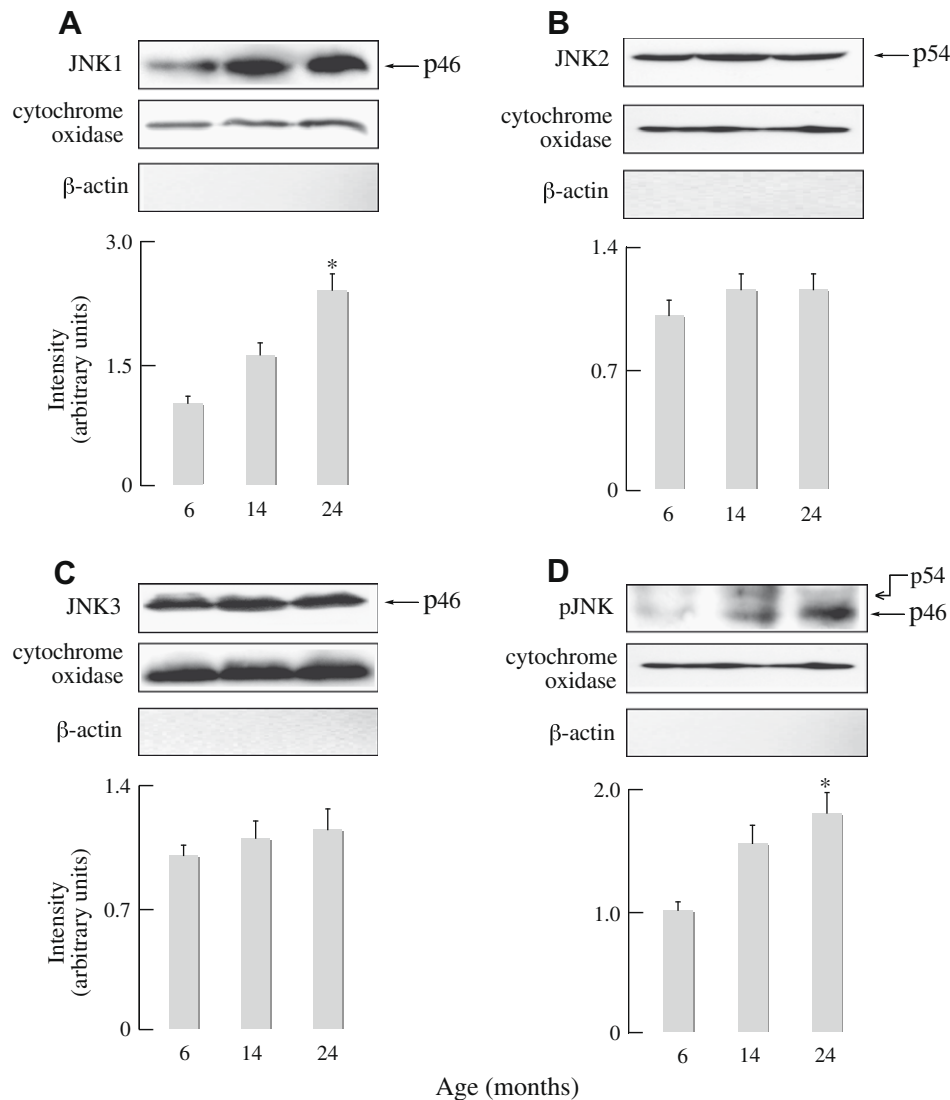 A
JNK1
p46
cytochrome
oxidase
β-actin
3.0
1.5
0
Intensity
(arbitrary units)
*
6 14 24
B
JNK2
p54
cytochrome
oxidase
β-actin
1.4
0.7
0
6 14 24
C
JNK3
p46
cytochrome
oxidase
β-actin
1.4
0.7
0
Intensity
(arbitrary units)
6 14 24
D
pJNK
p54
p46
cytochrome
oxidase
β-actin
2.0
1.0
0
*
6 14 24
Age (months)